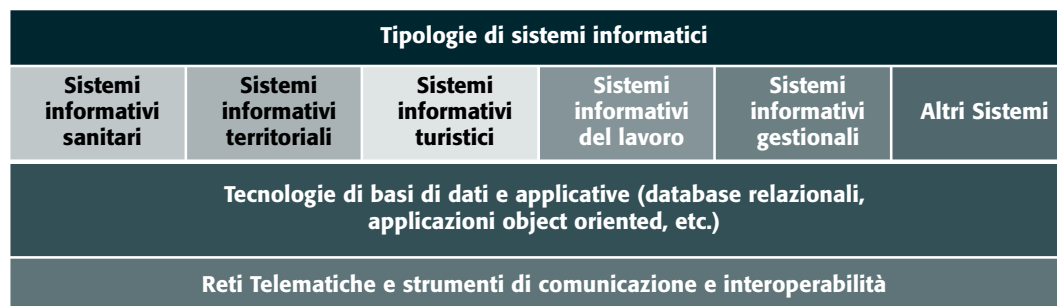 Tipologie di sistemi informatici
Sistemi
informativi
sanitari
Sistemi
informativi
territoriali
Sistemi
informativi
turistici
Sistemi
informativi
del lavoro
Sistemi
informativi
gestionali
Altri Sistemi
Tecnologie di basi di dati e applicative (database relazionali,
applicazioni object oriented, etc.)
Reti Telematiche e strumenti di comunicazione e interoperabilità